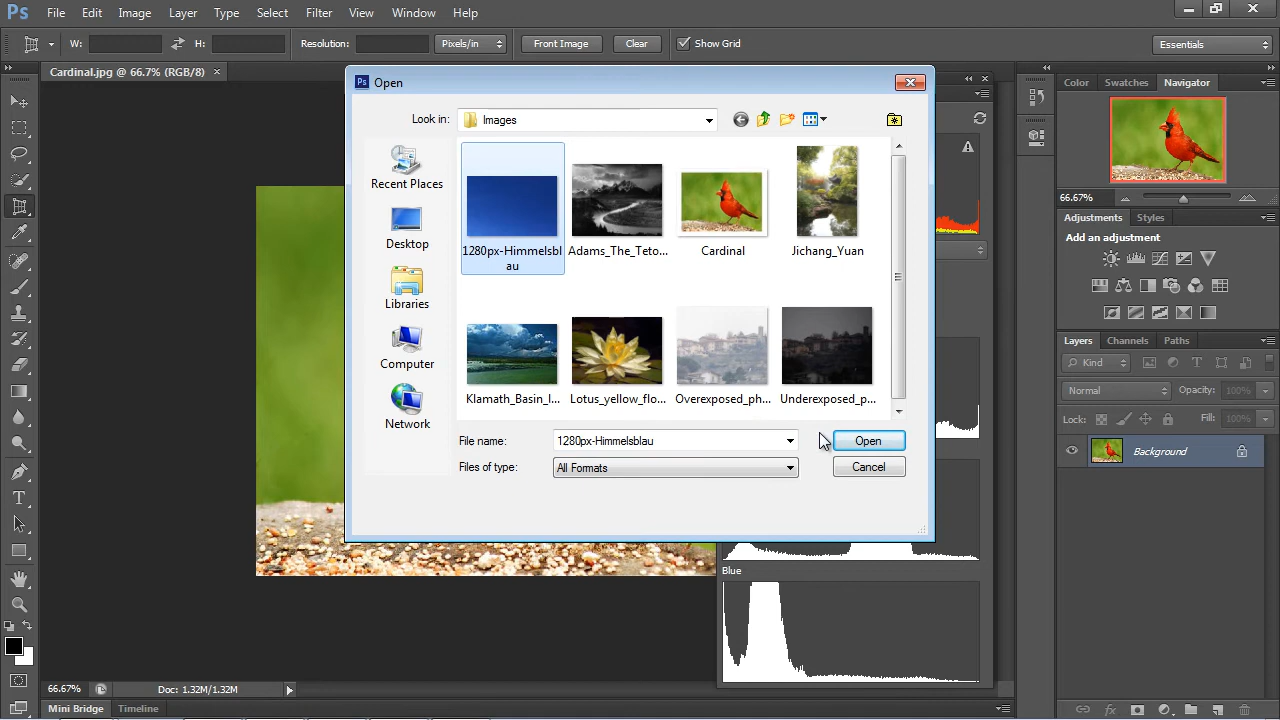 Ps File Edit Image Layer Type Select Filter View Window Help
W: H: Resolution: Pixels/in Front Image Clear Show Grid Essentials
Cardinal.jpg @ 66.7% (RGB/8) ×
Ps Open
Color Swatches Navigator
Look in: Images
Recent Places
Desktop
Libraries
Computer
Network
1280px-Himmelsbl
au
Adams_The_Teto...
Cardinal
Jichang_Yuan
Klamath_Basin_l...
Lotus_yellow_flo...
Overexposed_ph...
Underexposed_p...
File name: 1280px-Himmelsblau Open
Files of type: All Formats Cancel
66.67%
Adjustments Styles
Add an adjustment
Layers Channels Paths
Kind
Normal Opacity: 100%
Lock: Fill: 100%
Background
Blue
66.67% Doc: 1.32M/1.32M
Mini Bridge Timeline